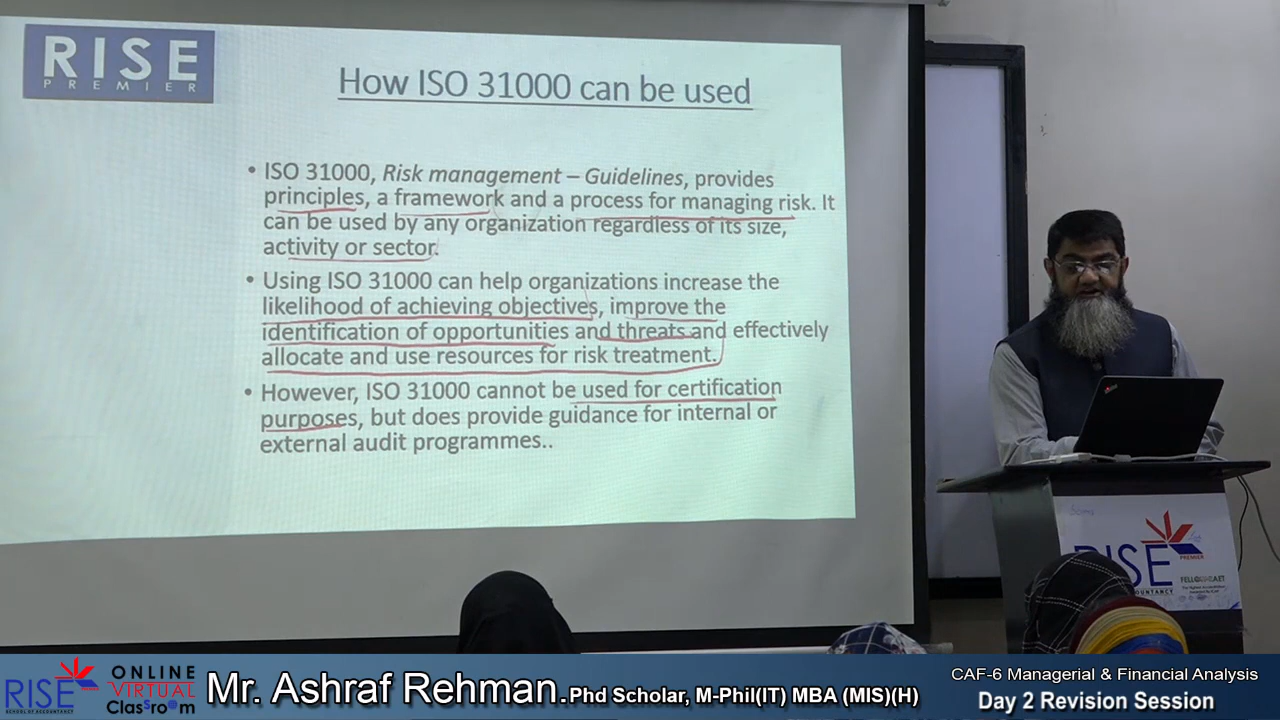 RISE
PREMIER
How ISO 31000 can be used
• ISO 31000, Risk management – Guidelines, provides
principles, a framework and a process for managing risk. It
can be used by any organization regardless of its size,
activity or sector.
• Using ISO 31000 can help organizations increase the
likelihood of achieving objectives, improve the
identification of opportunities and threats and effectively
allocate and use resources for risk treatment.
• However, ISO 31000 cannot be used for certification
purposes, but does provide guidance for internal or
external audit programmes..
RISE
PREMIER
RISE
SCHOOL OF ACCOUNTANCY
ONLINE
VIRTUAL
Classroom
Mr. Ashraf Rehman.Phd Scholar, M-Phil(IT) MBA (MIS)(H)
CAF-6 Managerial & Financial Analysis
Day 2 Revision Session